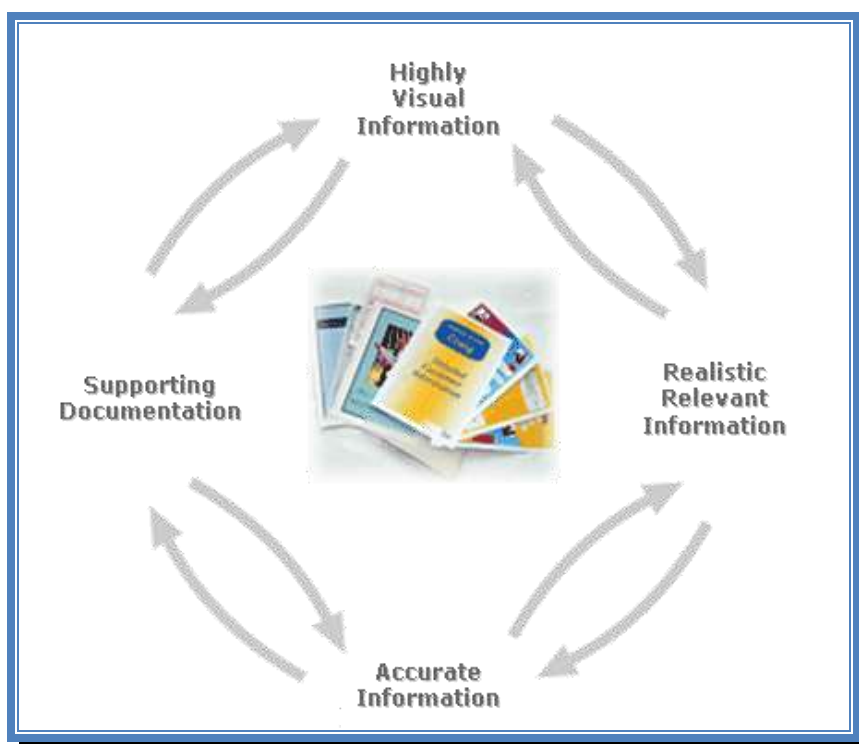 Highly
Visual
Information
Supporting
Documentation
Realistic
Relevant
Information
Accurate
Information